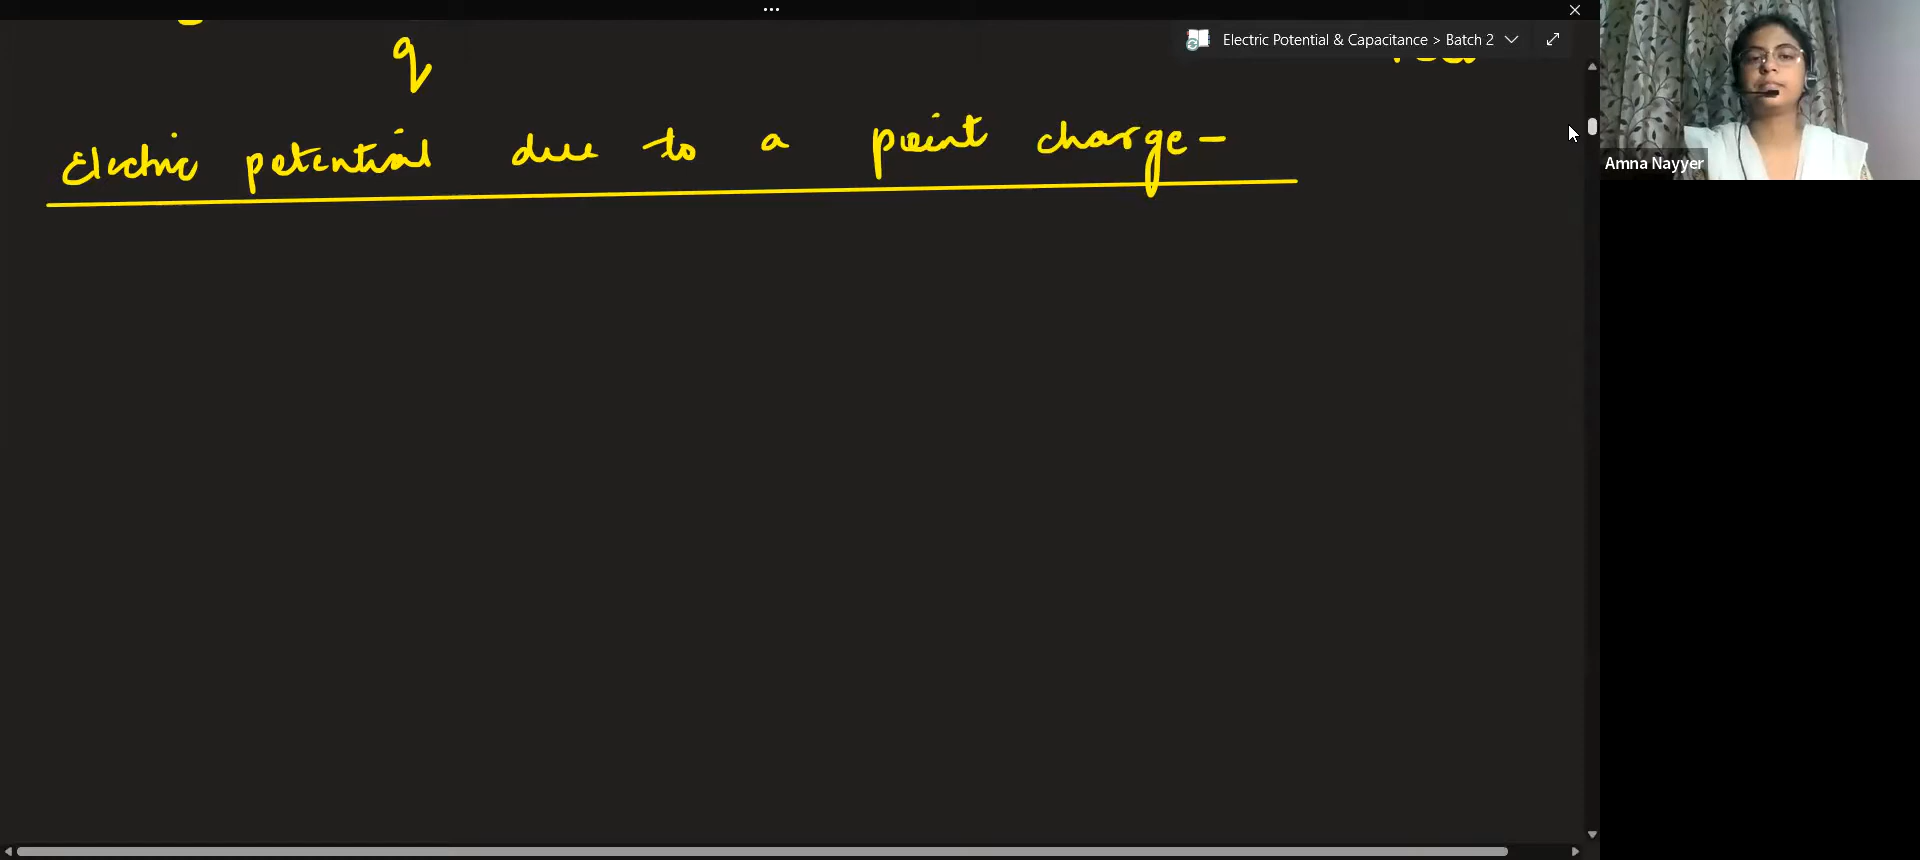 Electric Potential & Capacitance > Batch 2
q
Electric potential due to a point charge-
Amna Nayyer